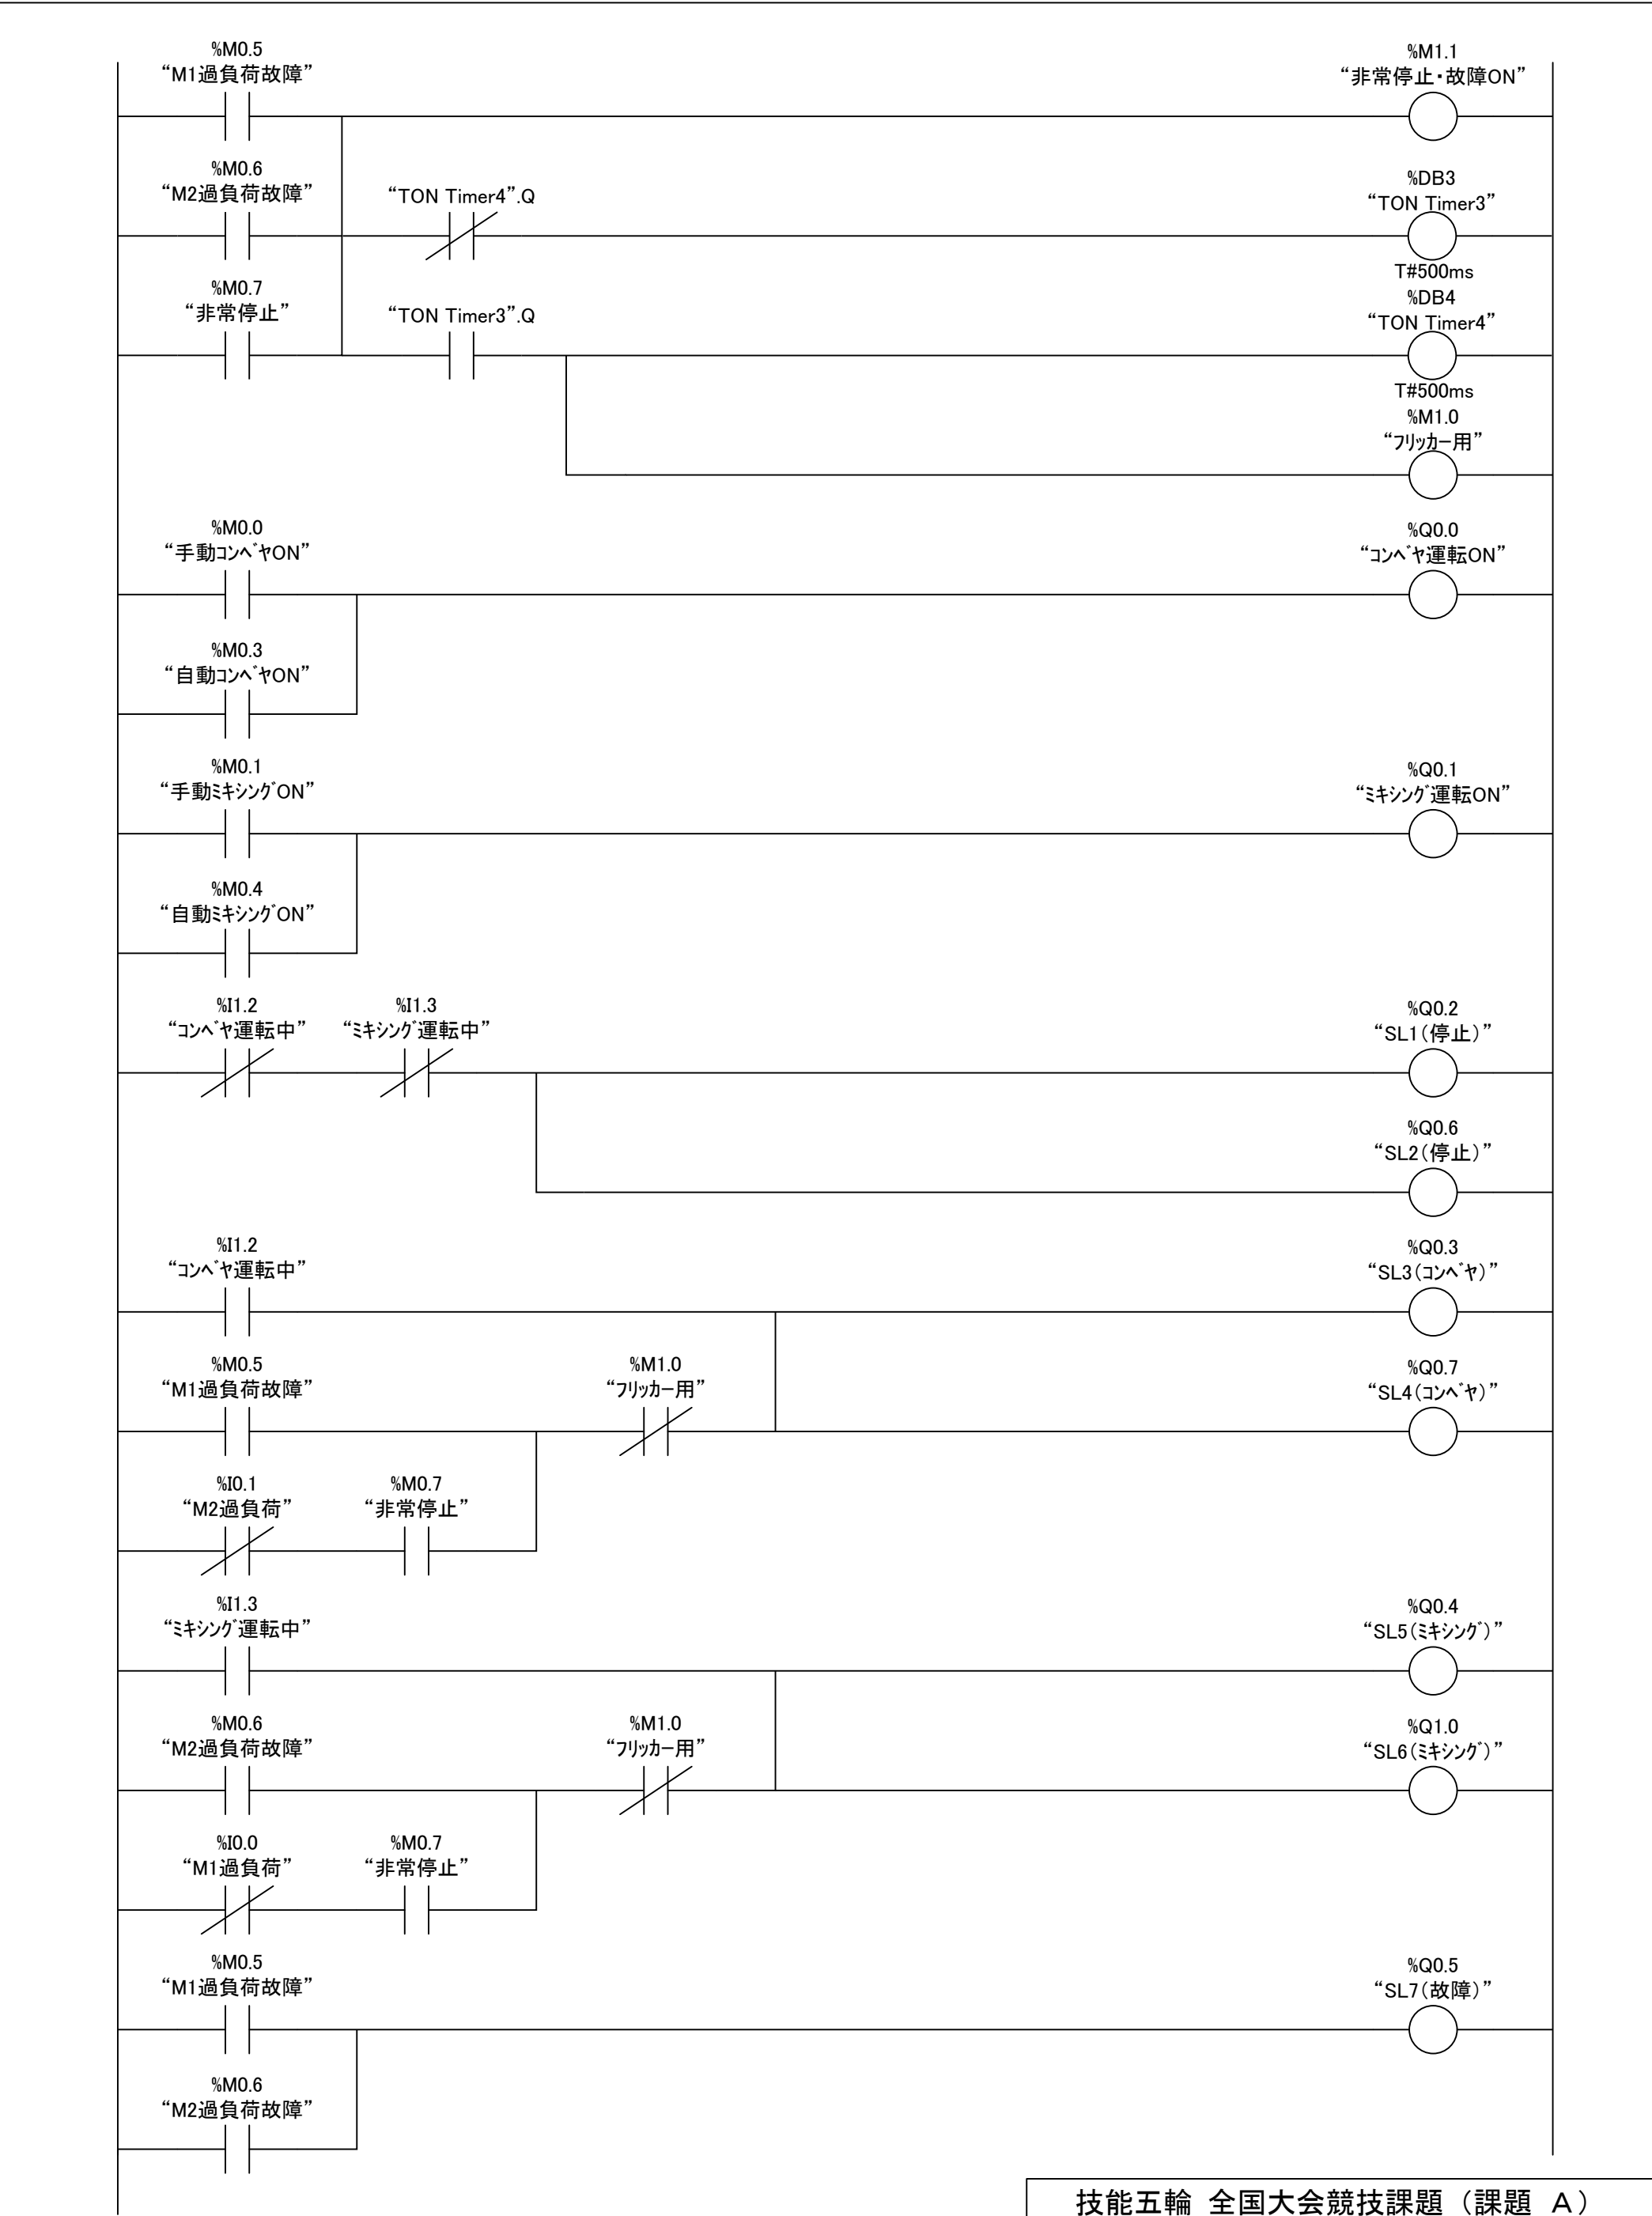 %M0.5
“M1過負荷故障”
%M1.1
“非常停止・故障ON”
%M0.6
“M2過負荷故障”
“TON Timer4”.Q
%DB3
“TON Timer3”
T#500ms
%M0.7
“非常停止”
“TON Timer3”.Q
%DB4
“TON Timer4”
T#500ms
%M1.0
“フリッカー用”
%M0.0
“手動コンベヤON”
%Q0.0
“コンベヤ運転ON”
%M0.3
“自動コンベヤON”
%M0.1
“手動ミキシングON”
%Q0.1
“ミキシング運転ON”
%M0.4
“自動ミキシングON”
%I1.2
“コンベヤ運転中”
%I1.3
“ミキシング運転中”
%Q0.2
“SL1（停止）”
%Q0.6
“SL2（停止）”
%I1.2
“コンベヤ運転中”
%Q0.3
“SL3（コンベヤ）”
%M0.5
“M1過負荷故障”
%M1.0
“フリッカー用”
%Q0.7
“SL4（コンベヤ）”
%I0.1
“M2過負荷”
%M0.7
“非常停止”
%I1.3
“ミキシング運転中”
%Q0.4
“SL5（ミキシング）”
%M0.6
“M2過負荷故障”
%M1.0
“フリッカー用”
%Q1.0
“SL6（ミキシング）”
%I0.0
“M1過負荷”
%M0.7
“非常停止”
%M0.5
“M1過負荷故障”
%Q0.5
“SL7（故障）”
%M0.6
“M2過負荷故障”
技能五輪 全国大会競技課題（課題 A）